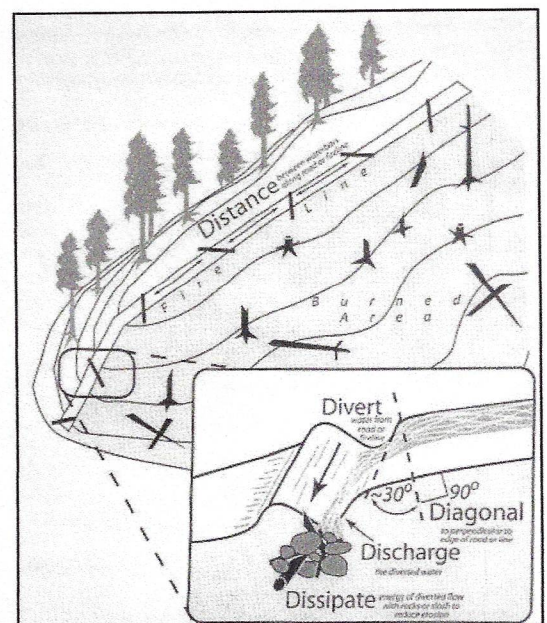 Distance
between waterbars
along road or fireline
Fire Line
Burned
Area
Divert
water from
road or
fireline
~30°
90°
Diagonal
to perpendicular to
edge of road or line
Discharge
the diverted water
Dissipate
energy of diverted flow
with rocks or slash to
reduce erosion